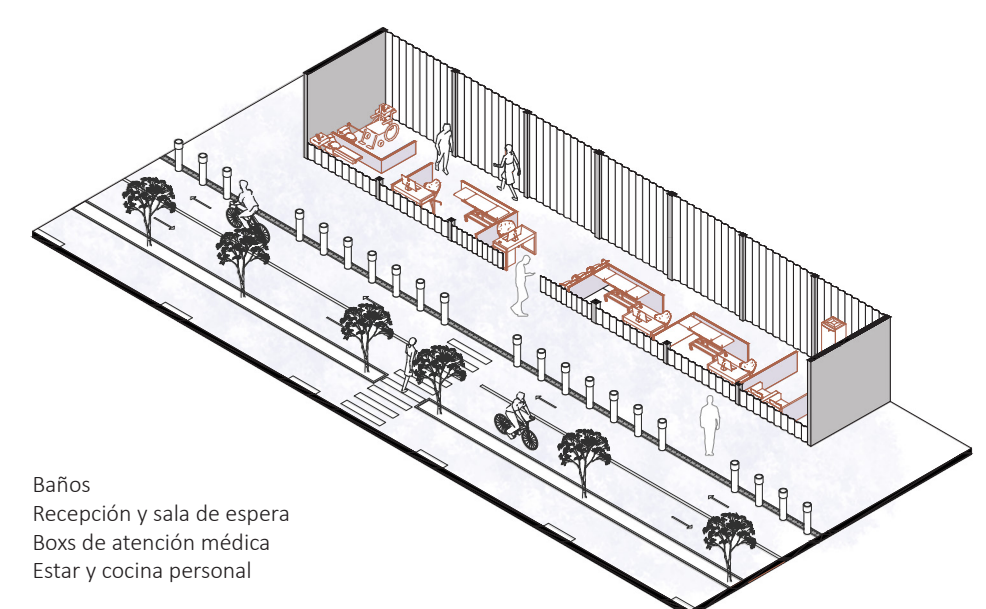 Baños
Recepción y sala de espera
Boxs de atención médica
Estar y cocina personal